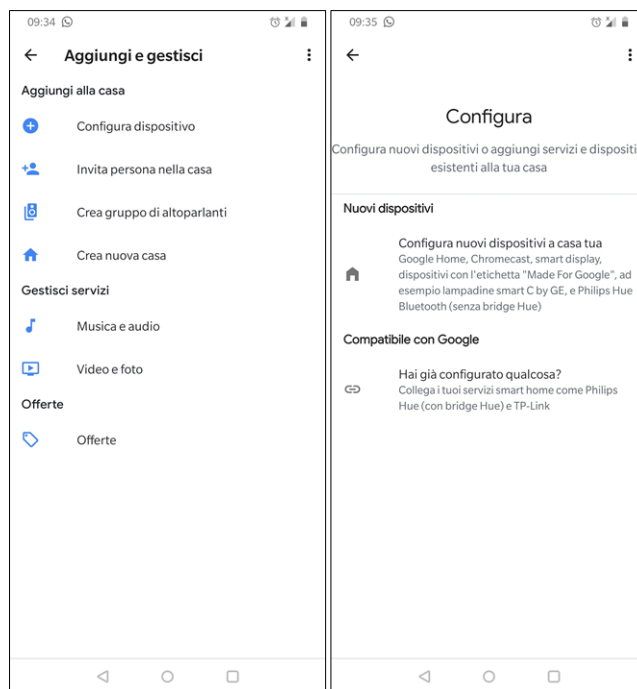 09:34
Aggiungi e gestisci
Aggiungi alla casa
Configura dispositivo
Invita persona nella casa
Crea gruppo di altoparlanti
Crea nuova casa
Gestisci servizi
Musica e audio
Video e foto
Offerte
Offerte
09:35
Configura
Configura nuovi dispositivi o aggiungi servizi e dispositi
esistenti alla tua casa
Nuovi dispositivi
Configura nuovi dispositivi a casa tua
Google Home, Chromecast, smart display,
dispositivi con l'etichetta "Made For Google", ad
esempio lampadine smart C by GE, e Philips Hue
Bluetooth (senza bridge Hue)
Compatibile con Google
Hai già configurato qualcosa?
Collega i tuoi servizi smart home come Philips
Hue (con bridge Hue) e TP-Link